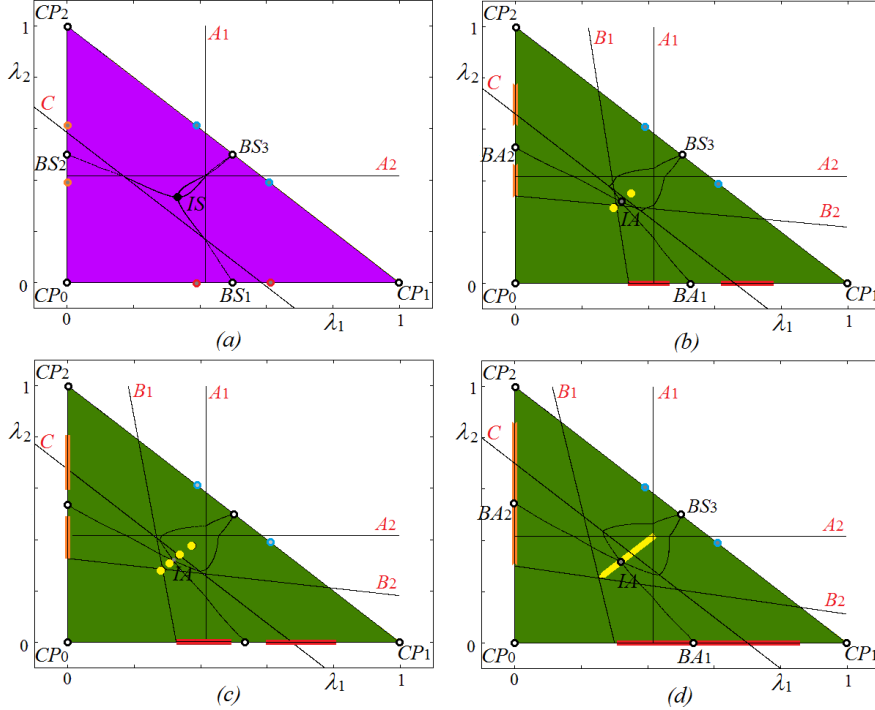 CP2 A1
1
λ2
C
BS3
BS2
A2
IS
0
CP0 BS1 CP1
0 λ1 1
(a)
CP2 B1 A1
1
λ2
C
BS3
BA2
A2
B2
IA
0
CP0 BA1 CP1
0 λ1 1
(b)
CP2 B1 A1
1
λ2
C
A2
IA
B2
0
CP0 CP1
0 λ1 1
(c)
CP2 B1 A1
1
λ2
C
BS3
BA2
A2
IA
B2
0
CP0 BA1 CP1
0 λ1 1
(d)